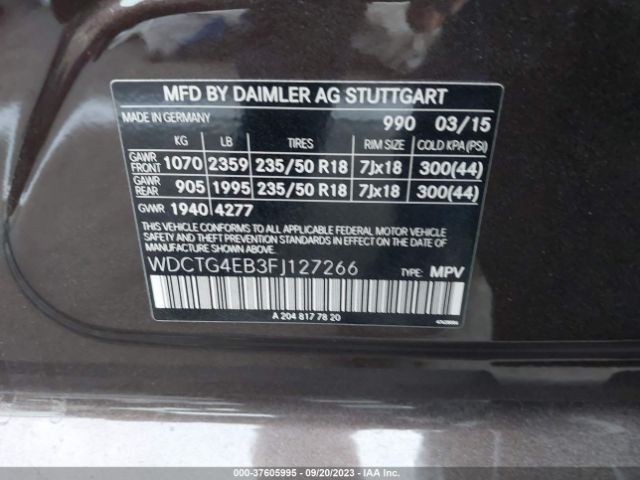 MFD BY DAIMLER AG STUTTGART
MADE IN GERMANY 990 03/15
KG LB TIRES RIM SIZE COLD KPA (PSI)
GAWR FRONT 1070 2359 235/50 R18 7Jx18 300(44)
GAWR REAR 905 1995 235/50 R18 7Jx18 300(44)
GVWR 1940 4277
THIS VEHICLE CONFORMS TO ALL APPLICABLE
FEDERAL MOTOR VEHICLE SAFETY
AND THEFT PREVENTION STANDARDS IN EFFECT
ON THE DATE OF MANUFACTURE SHOWN
ABOVE.
WDCTG4EB3FJ127266 TYPE: MPV
A 204 817 78 20
000-37605995 - 09/20/2023 - IAA Inc.